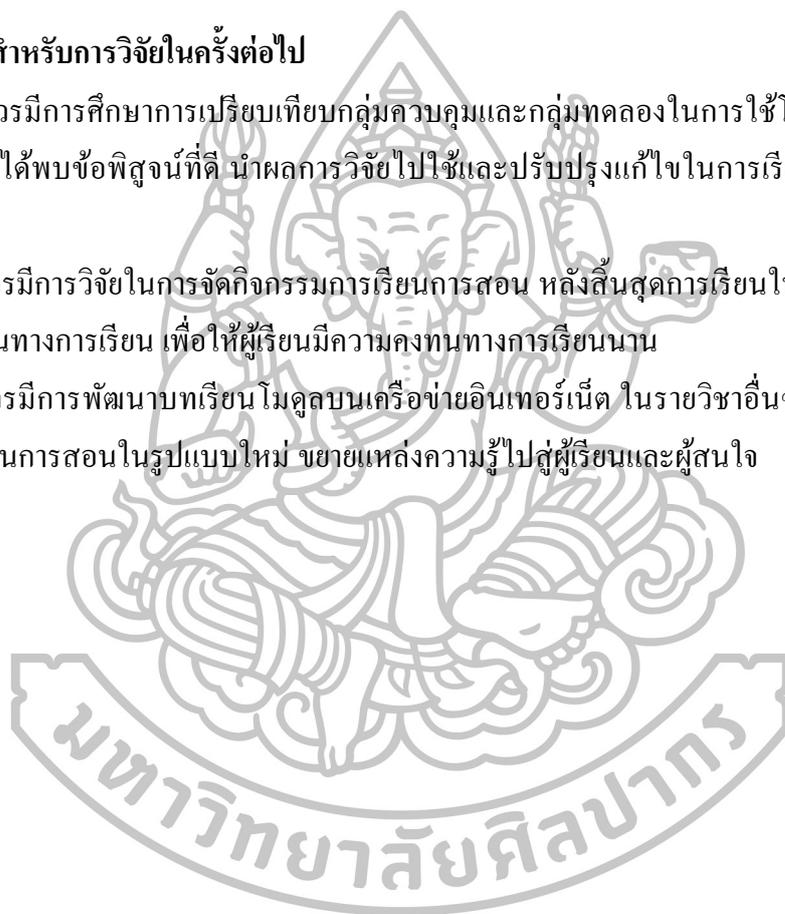 สำหรับการวิจัยในครั้งต่อไป
วรมีการศึกษาการเปรียบเทียบกลุ่มควบคุมและกลุ่มทดลองในการใช้
ได้พบข้อพิสูจน์ที่ดี นำผลการวิจัยไปใช้และปรับปรุงแก้ไขในการเรี
รมีการวิจัยในการจัดกิจกรรมการเรียนการสอน หลังสิ้นสุดการเรียนใ
นทางการเรียน เพื่อให้ผู้เรียนมีความคงทนทางการเรียนนาน
รมีการพัฒนาบทเรียนโมดูลบนเครือข่ายอินเทอร์เน็ต ในรายวิชาอื่น
นการสอนในรูปแบบใหม่ ขยายแหล่งความรู้ไปสู่ผู้เรียนและผู้สนใจ
มหาวิทยาลัยศิลปากร